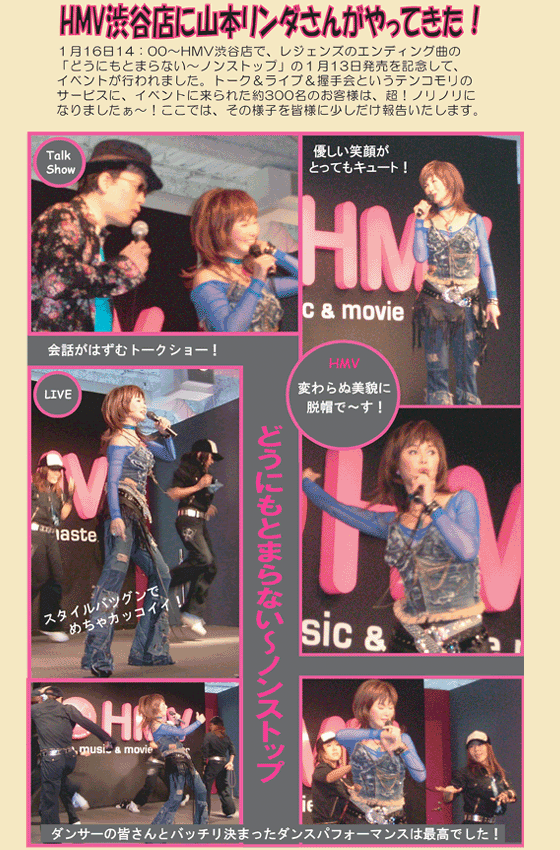 HMV渋谷店に山本リンダさんがやってきた！
１月16日14：00～HMV渋谷店で、レジェンズのエンディング曲の
「どうにもとまらない～ノンストップ」の１月13日発売を記念して、
イベントが行われました。トーク＆ライブ＆握手会というテンコモリの
サービスに、イベントに来られた約300名のお客様は、超！ノリノリに
なりましたぁ～！ここでは、その様子を皆様に少しだけ報告いたします。
Talk
Show
優しい笑顔が
とってもキュート！
HMV
ic & movie
会話がはずむトークショー！
HMV
変わらぬ美貌に
脱帽で～す！
LIVE
どうにもとまらない～ノンストップ
aste.
HMV
usic &
スタイルバツグンで
めちゃカッコイイ！
HMV
music & movie
ダンサーの皆さんとバッチリ決まったダンスパフォーマンスは最高でした！